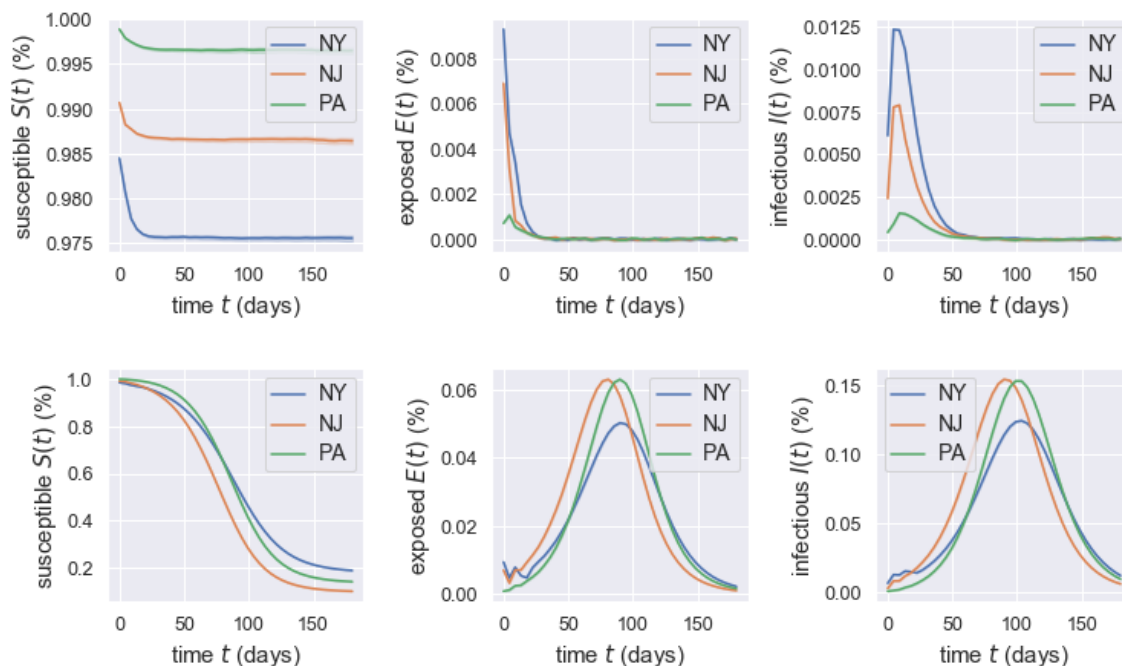 susceptible S(t) (%)
1.000
0.995
0.990
0.985
0.980
0.975
NY
NJ
PA
0 50 100 150
time t (days)
exposed E(t) (%)
0.008
0.006
0.004
0.002
0.000
NY
NJ
PA
0 50 100 150
time t (days)
infectious I(t) (%)
0.0125
0.0100
0.0075
0.0050
0.0025
0.0000
NY
NJ
PA
0 50 100 150
time t (days)
susceptible S(t) (%)
1.0
0.8
0.6
0.4
0.2
NY
NJ
PA
0 50 100 150
time t (days)
exposed E(t) (%)
0.06
0.04
0.02
0.00
NY
NJ
PA
0 50 100 150
time t (days)
infectious I(t) (%)
0.15
0.10
0.05
0.00
NY
NJ
PA
0 50 100 150
time t (days)